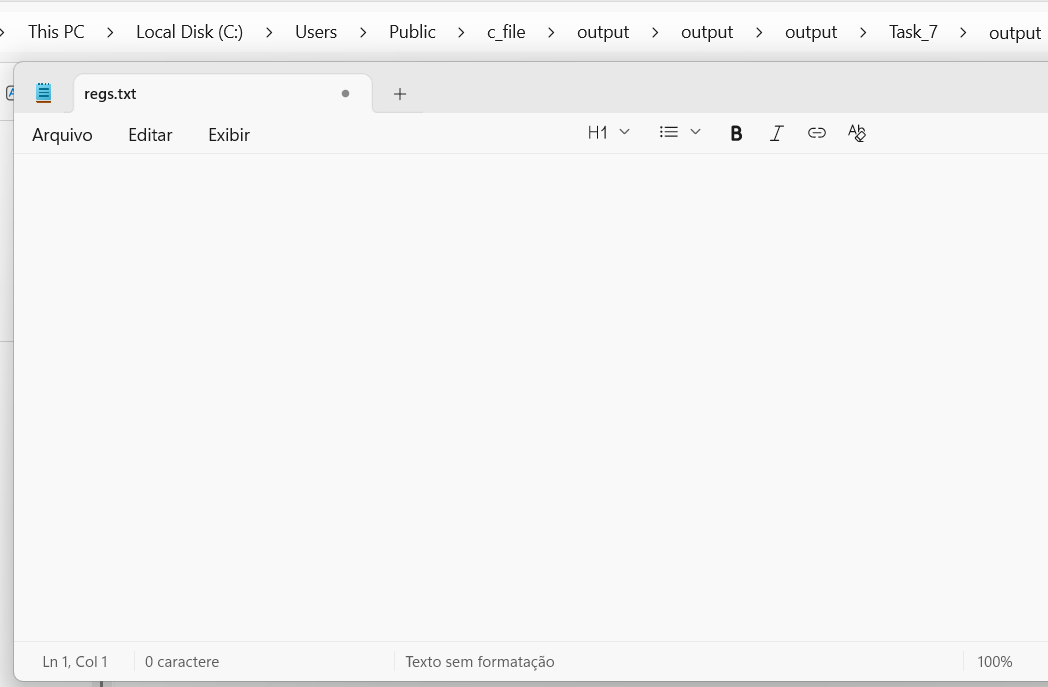 This PC > Local Disk (C:) > Users > Public > c_file > output > output > output > Task_7 > output
regs.txt
Arquivo Editar Exibir H1 B I
Ln 1, Col 1 0 caractere Texto sem formatação 100%